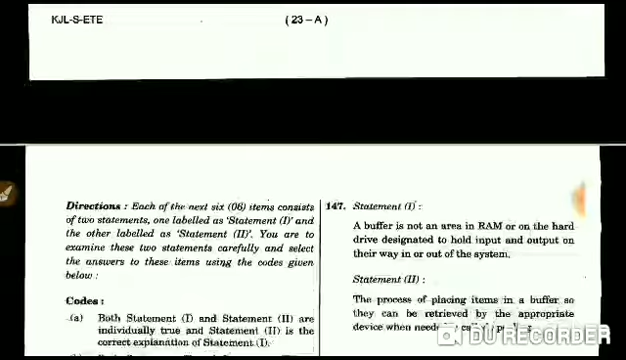 KJL-S-ETE
( 23 – A )
Directions : Each of the next six (06) items consists
of two statements, one labelled as 'Statement (I)' and
the other labelled as 'Statement (II)'. You are to
examine these two statements carefully and select
the answers to these items using the codes given
below :
Codes :
(a) Both Statement (I) and Statement (II) are
individually true and Statement (II) is the
correct explanation of Statement (I).
147. Statement (I) :
A buffer is not an area in RAM or on the hard
drive designated to hold input and output on
their way in or out of the system.
Statement (II) :
The process of placing items in a buffer so
they can be retrieved by the appropriate
device when
DU RECORDER